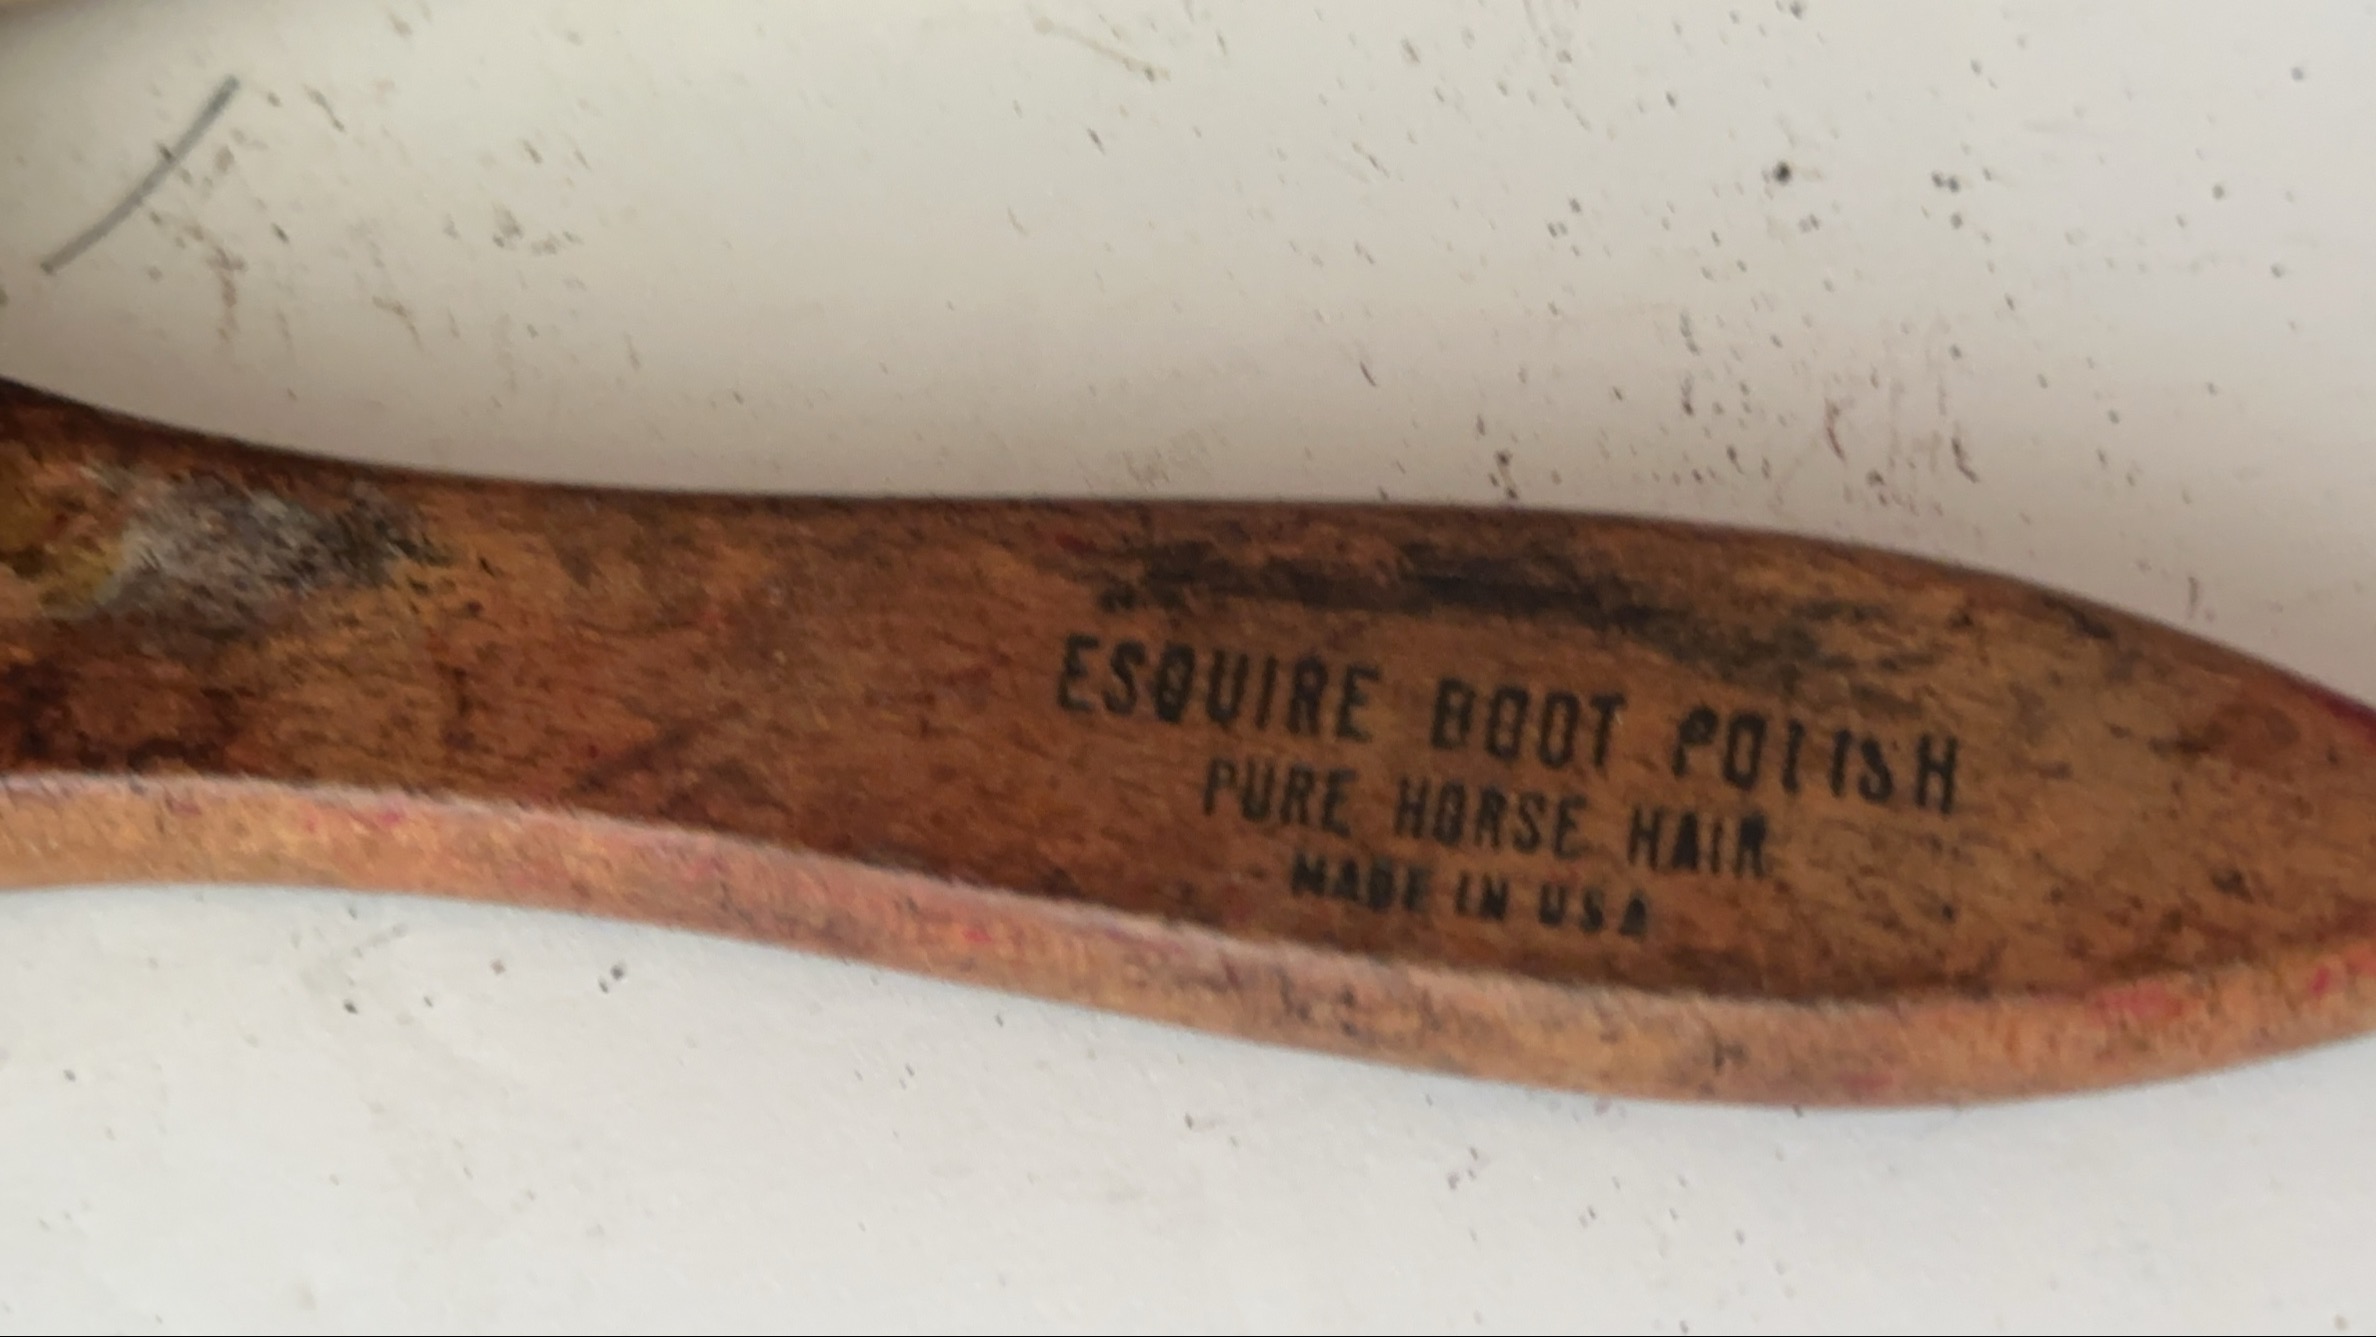 ESQUIRE BOOT POLISH
PURE HORSE HAIR
MADE IN USA